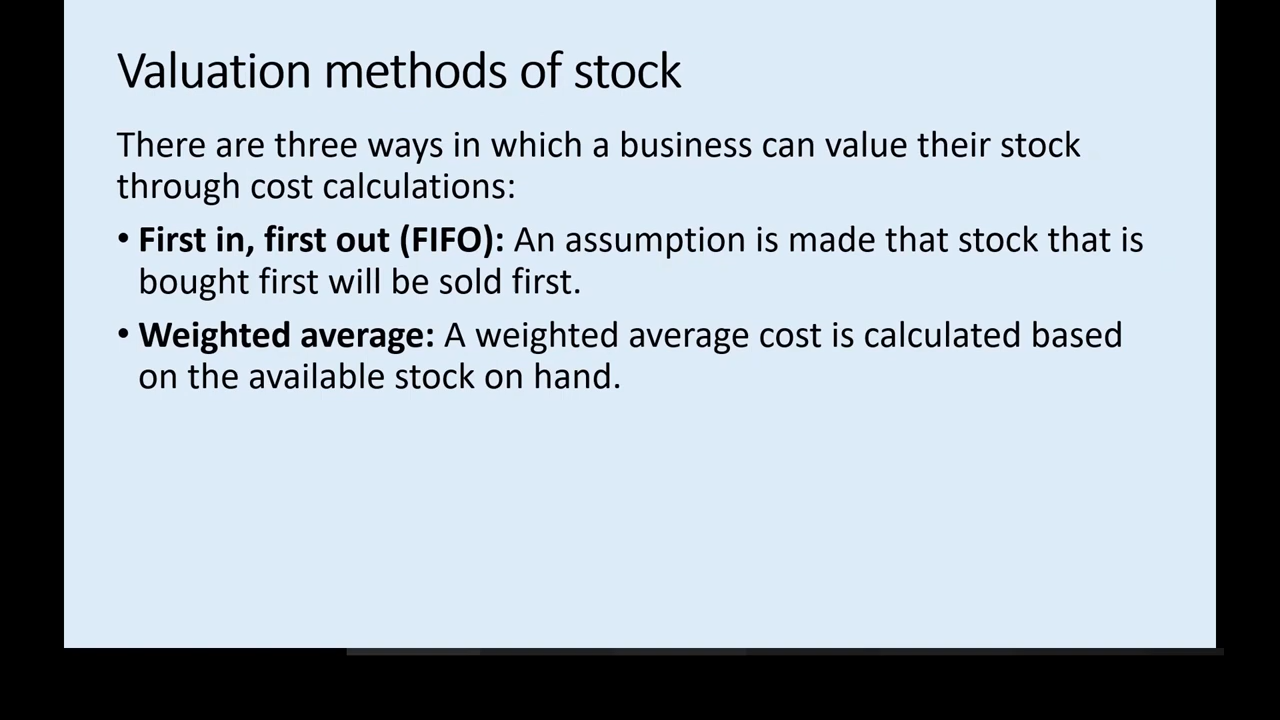 Valuation methods of stock
There are three ways in which a business can value their stock
through cost calculations:
• First in, first out (FIFO): An assumption is made that stock that is
bought first will be sold first.
• Weighted average: A weighted average cost is calculated based
on the available stock on hand.